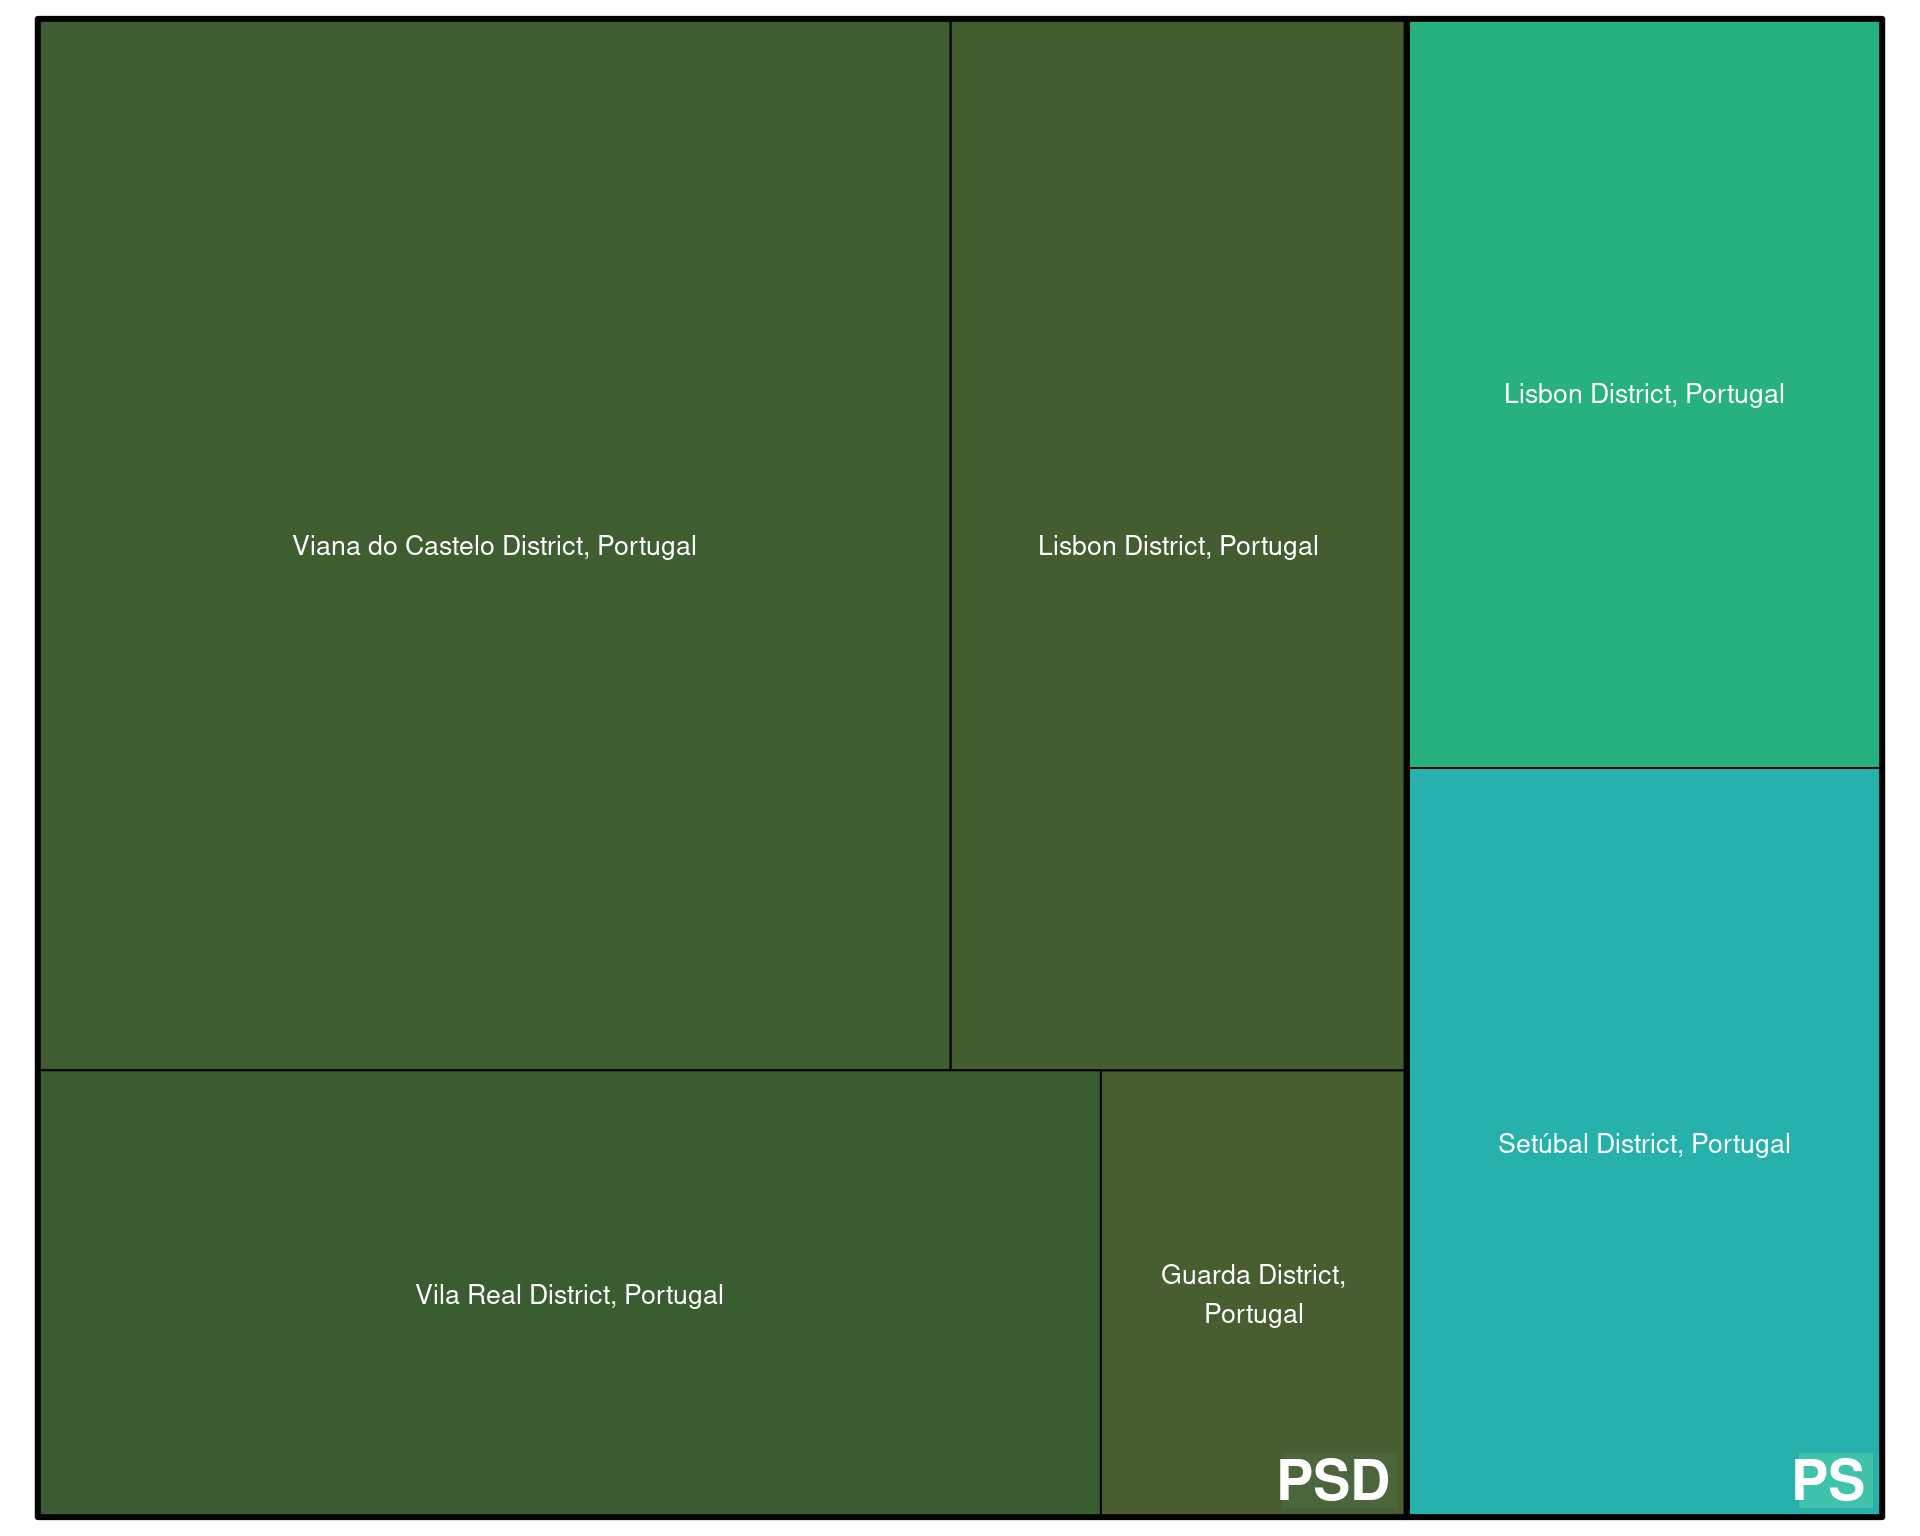 Lisbon District, Portugal
Viana do Castelo District, Portugal
Lisbon District, Portugal
Setúbal District, Portugal
Vila Real District, Portugal
Guarda District,
Portugal
PSD
PS